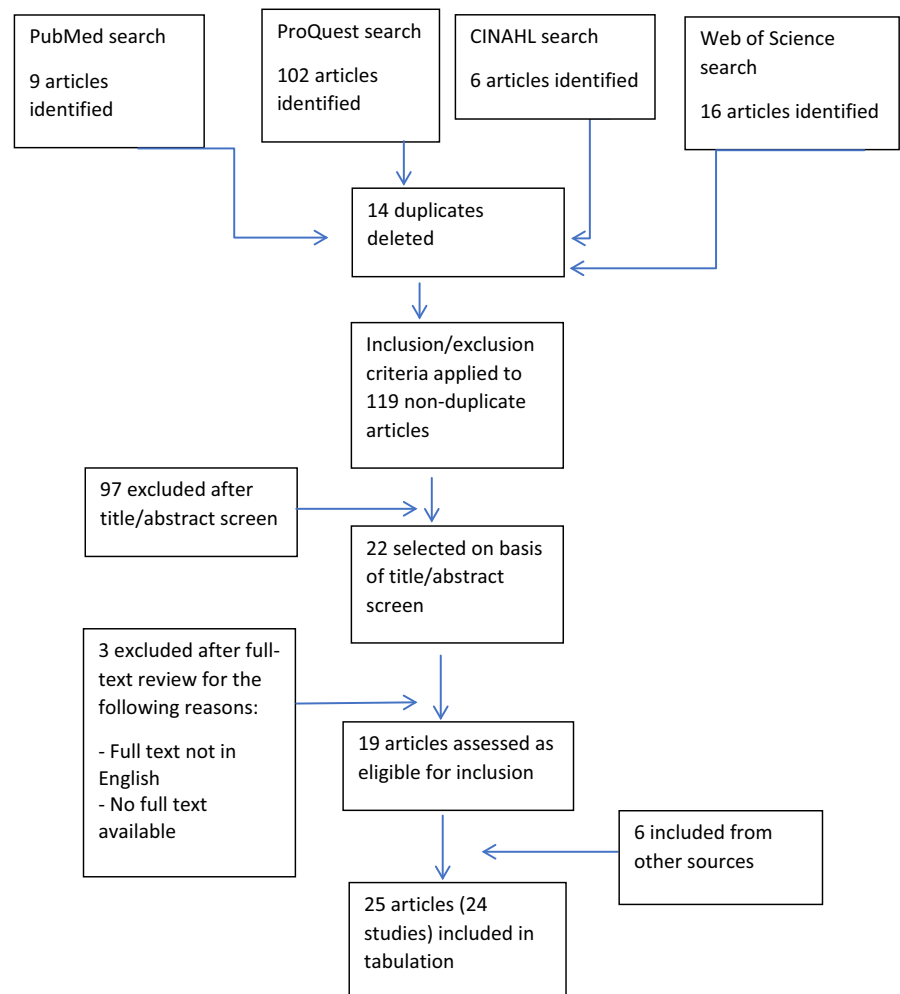 PubMed search
9 articles
identified
ProQuest search
102 articles
identified
CINAHL search
6 articles identified
Web of Science
search
16 articles identified
14 duplicates
deleted
Inclusion/exclusion
criteria applied to
119 non-duplicate
articles
97 excluded after
title/abstract screen
22 selected on basis
of title/abstract
screen
3 excluded after full-
text review for the
following reasons:
- Full text not in
English
- No full text
available
19 articles assessed as
eligible for inclusion
6 included from
other sources
25 articles (24
studies) included in
tabulation